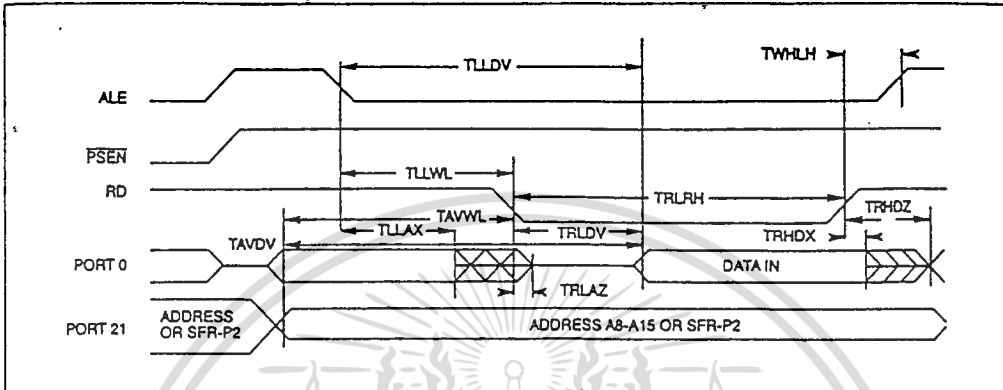 TLLDV
TWHLH
ALE
PSEN
TLLWL
RD
TRLRH
TAVWL
TRHDZ
TLLAX
TRLDV
TAVDV
TRHDX
PORT 0
DATA IN
TRLAZ
ADDRESS
OR SFR-P2
PORT 21
ADDRESS A8-A15 OR SFR-P2